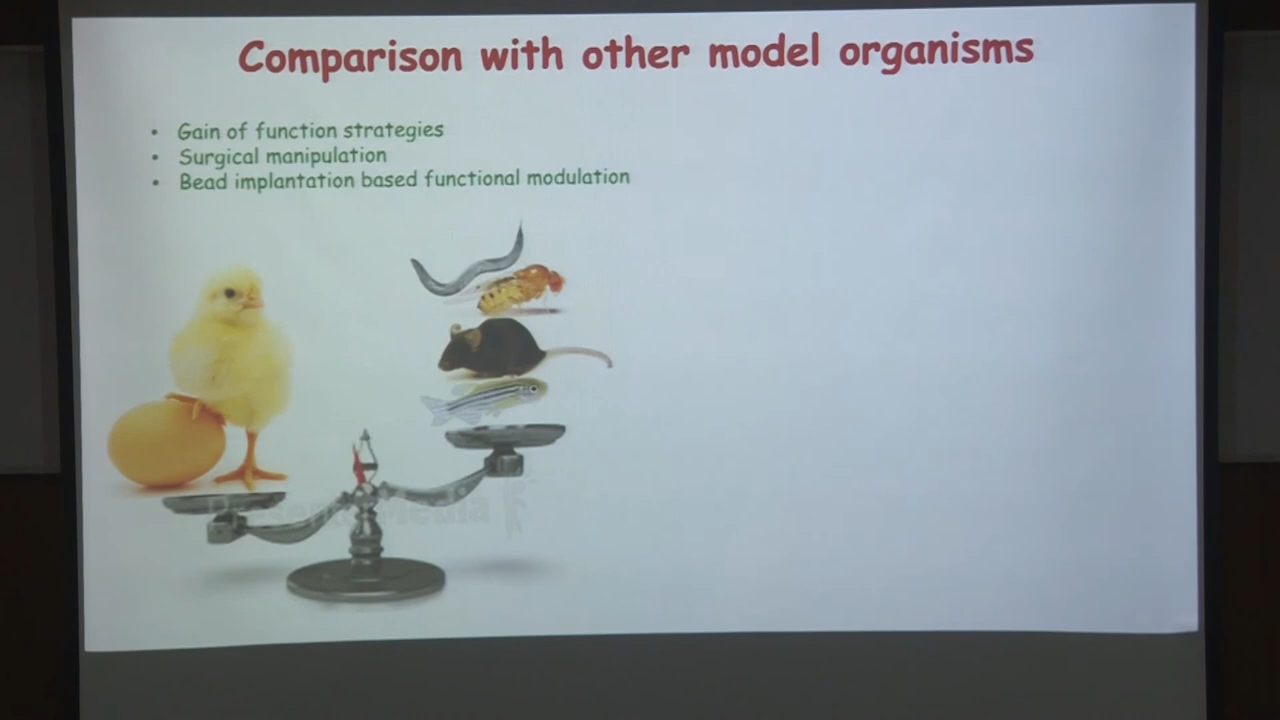 Comparison with other model organisms
• Gain of function strategies
• Surgical manipulation
• Bead implantation based functional modulation